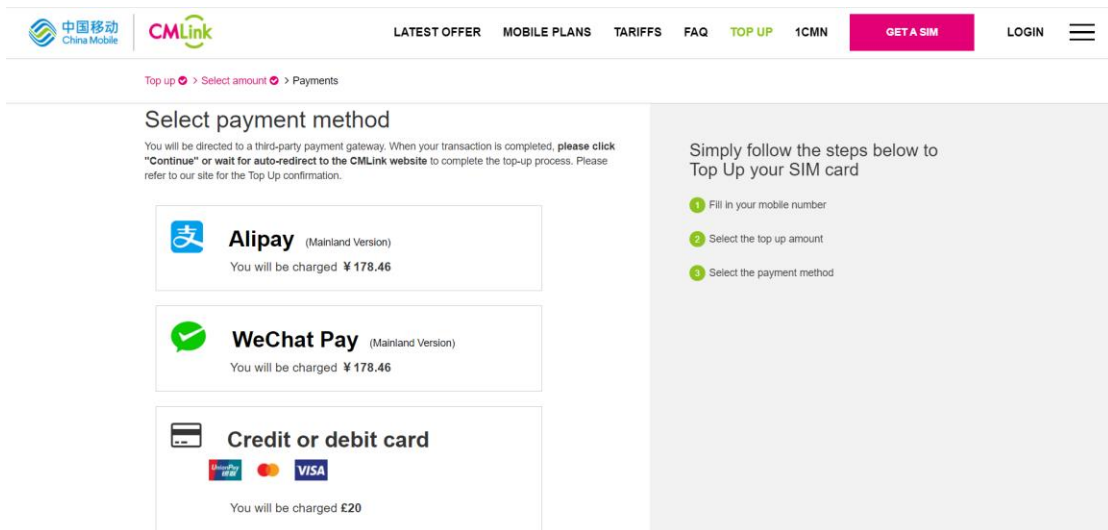 中国移动
China Mobile
CMLink
LATEST OFFER MOBILE PLANS TARIFFS FAQ TOP UP 1CMN GET A SIM LOGIN
Top up > Select amount > Payments
Select payment method
You will be directed to a third-party payment gateway. When your transaction is completed, please click
"Continue" or wait for auto-redirect to the CMLink website to complete the top-up process. Please
refer to our site for the Top Up confirmation.
支
Alipay (Mainland Version)
You will be charged ¥ 178.46
WeChat Pay (Mainland Version)
You will be charged ¥ 178.46
Credit or debit card
UnionPay
银联
VISA
You will be charged £20
Simply follow the steps below to
Top Up your SIM card
1 Fill in your mobile number
2 Select the top up amount
3 Select the payment method